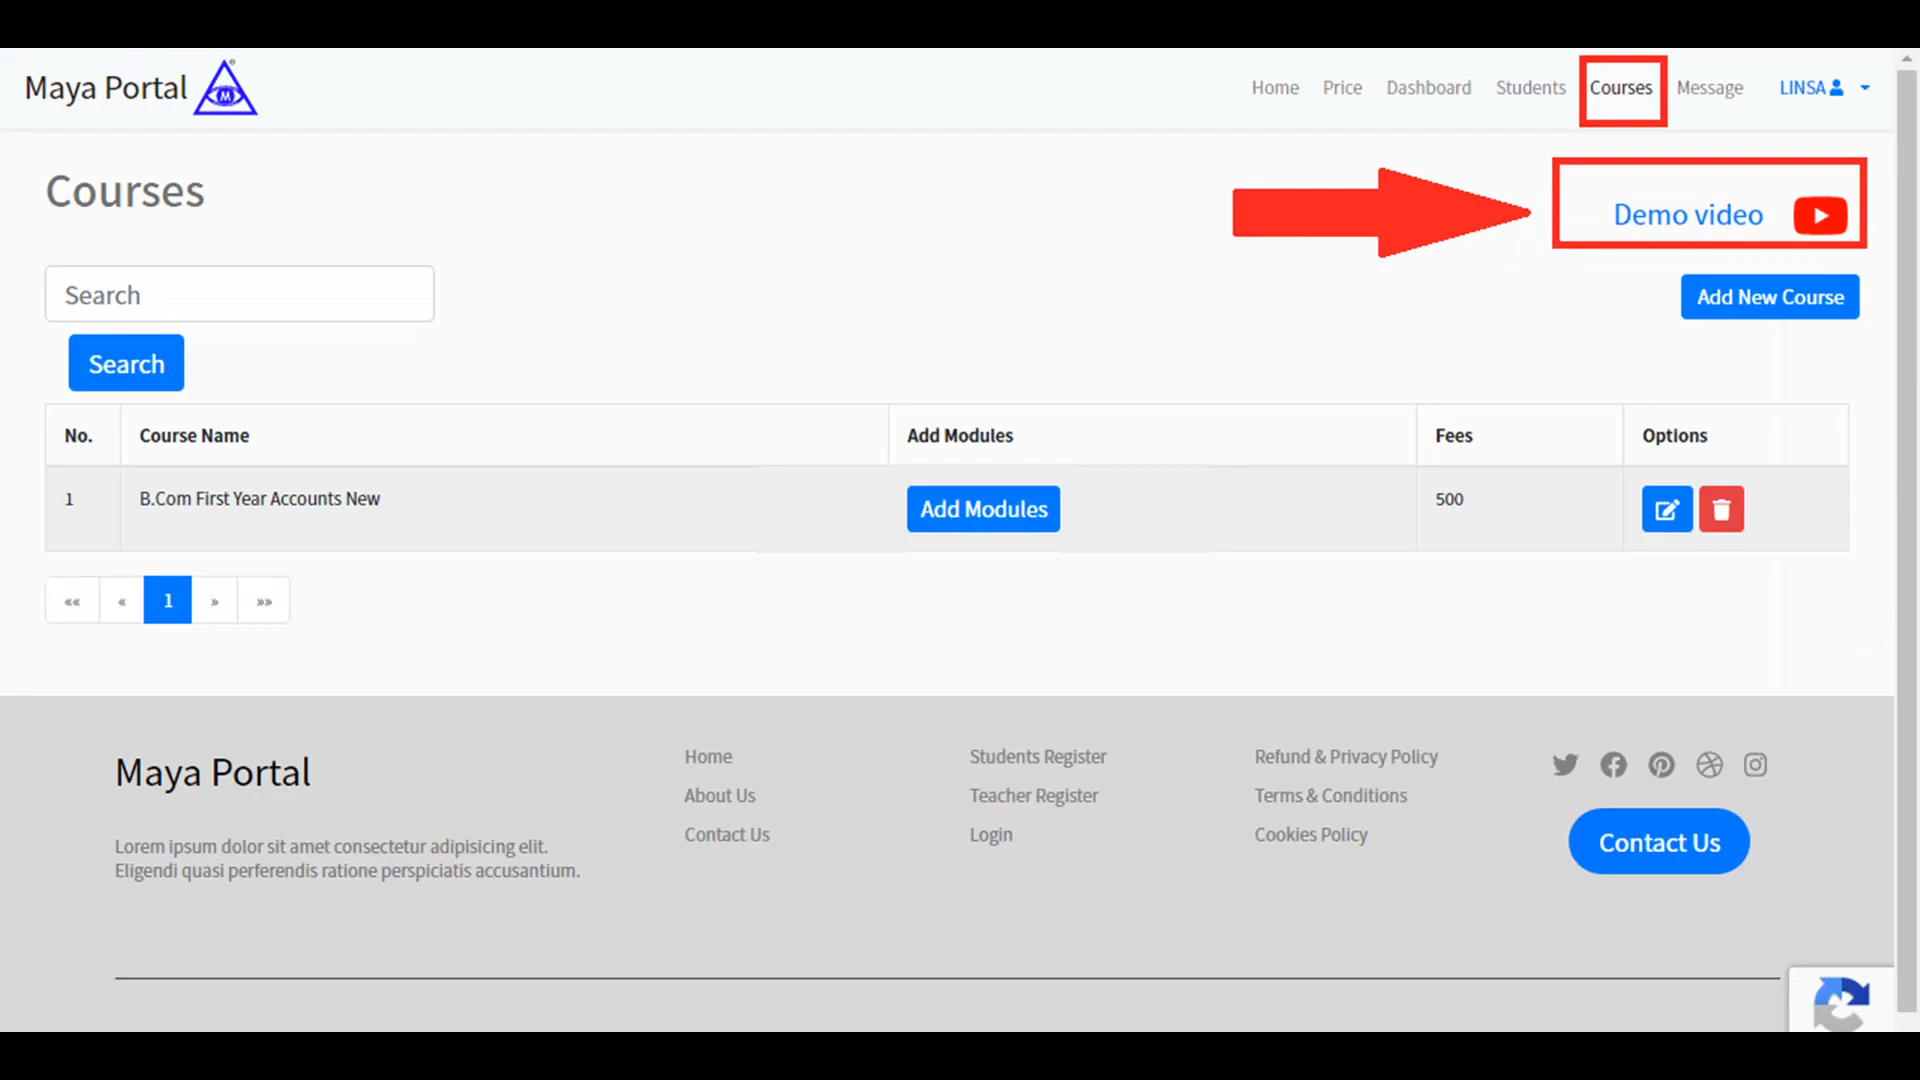 Maya Portal
Home Price Dashboard Students Courses Message LINSA
Courses
Demo video
Search
Add New Course
Search
No. Course Name Add Modules Fees Options
1 B.Com First Year Accounts New Add Modules 500
«« « 1 » »»
Maya Portal
Lorem ipsum dolor sit amet consectetur adipisicing elit.
Eligendi quasi perferendis ratione perspiciatis accusantium.
Home
About Us
Contact Us
Students Register
Teacher Register
Login
Refund & Privacy Policy
Terms & Conditions
Cookies Policy
Contact Us